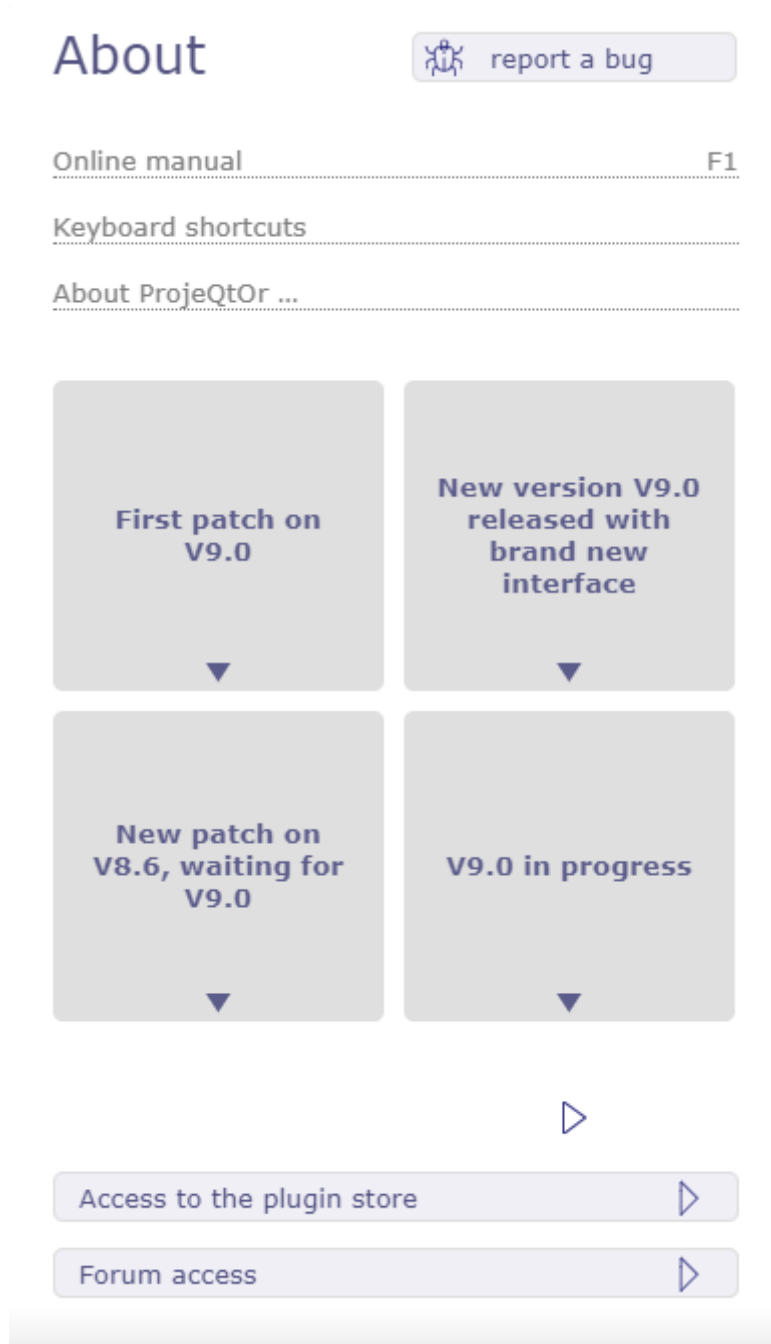 About
report a bug
Online manual F1
Keyboard shortcuts
About ProjeQtOr ...
First patch on
V9.0
New version V9.0
released with
brand new
interface
New patch on
V8.6, waiting for
V9.0
V9.0 in progress
Access to the plugin store
Forum access